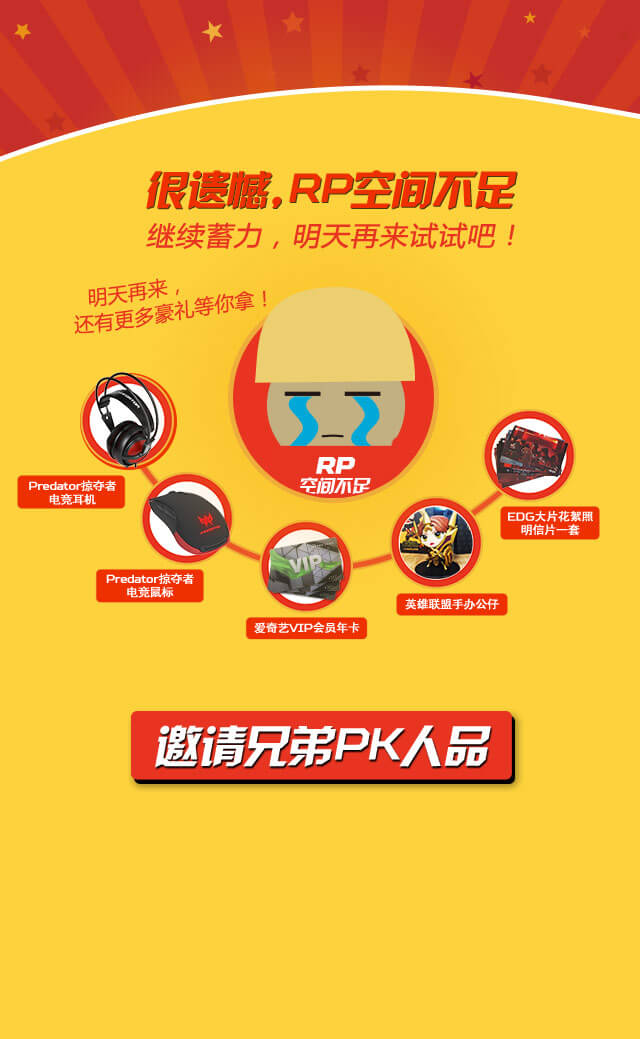 很遗憾,RP空间不足
继续蓄力，明天再来试试吧！
明天再来，
还有更多豪礼等你拿！
RP
空间不足
Predator掠夺者
电竞耳机
Predator掠夺者
电竞鼠标
VIP
爱奇艺VIP会员年卡
英雄联盟手办公仔
EDG大片花絮照
明信片一套
邀请兄弟PK人品